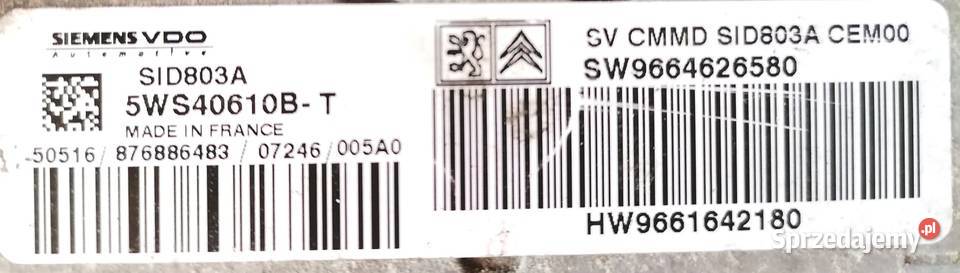 SIEMENS VDO
Automotive
SID803A
5WS40610B-T
MADE IN FRANCE
50516/876886483/07246/005A0
SV CMMD SID803A CEM00
SW9664626580
HW9661642180
Sprzedajemy.pl